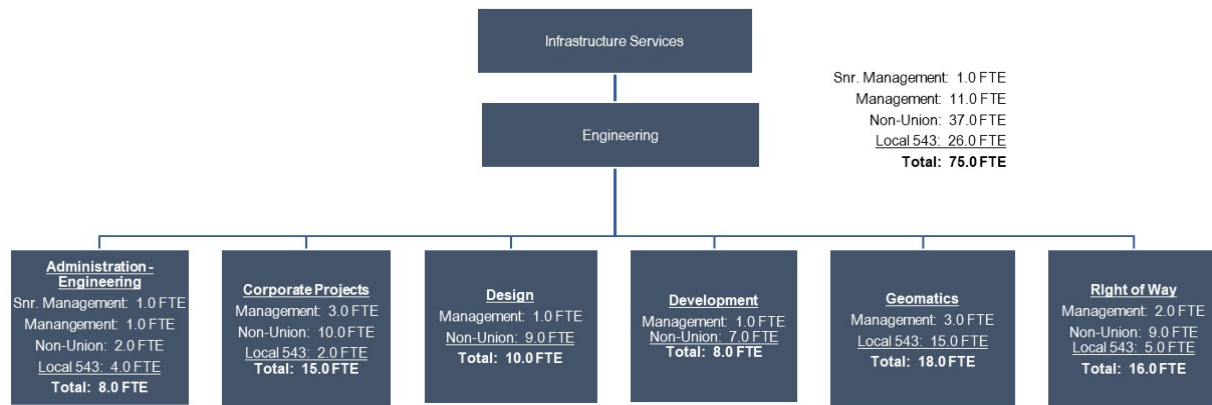 Infrastructure Services
Engineering
Snr. Management: 1.0 FTE
Management: 11.0 FTE
Non-Union: 37.0 FTE
Local 543: 26.0 FTE
Total: 75.0 FTE
Administration -
Engineering
Snr. Management: 1.0 FTE
Manangement: 1.0 FTE
Non-Union: 2.0 FTE
Local 543: 4.0 FTE
Total: 8.0 FTE
Corporate Projects
Management: 3.0 FTE
Non-Union: 10.0 FTE
Local 543: 2.0 FTE
Total: 15.0 FTE
Design
Management: 1.0 FTE
Non-Union: 9.0 FTE
Total: 10.0 FTE
Development
Management: 1.0 FTE
Non-Union: 7.0 FTE
Total: 8.0 FTE
Geomatics
Management: 3.0 FTE
Local 543: 15.0 FTE
Total: 18.0 FTE
RIght of Way
Management: 2.0 FTE
Non-Union: 9.0 FTE
Local 543: 5.0 FTE
Total: 16.0 FTE